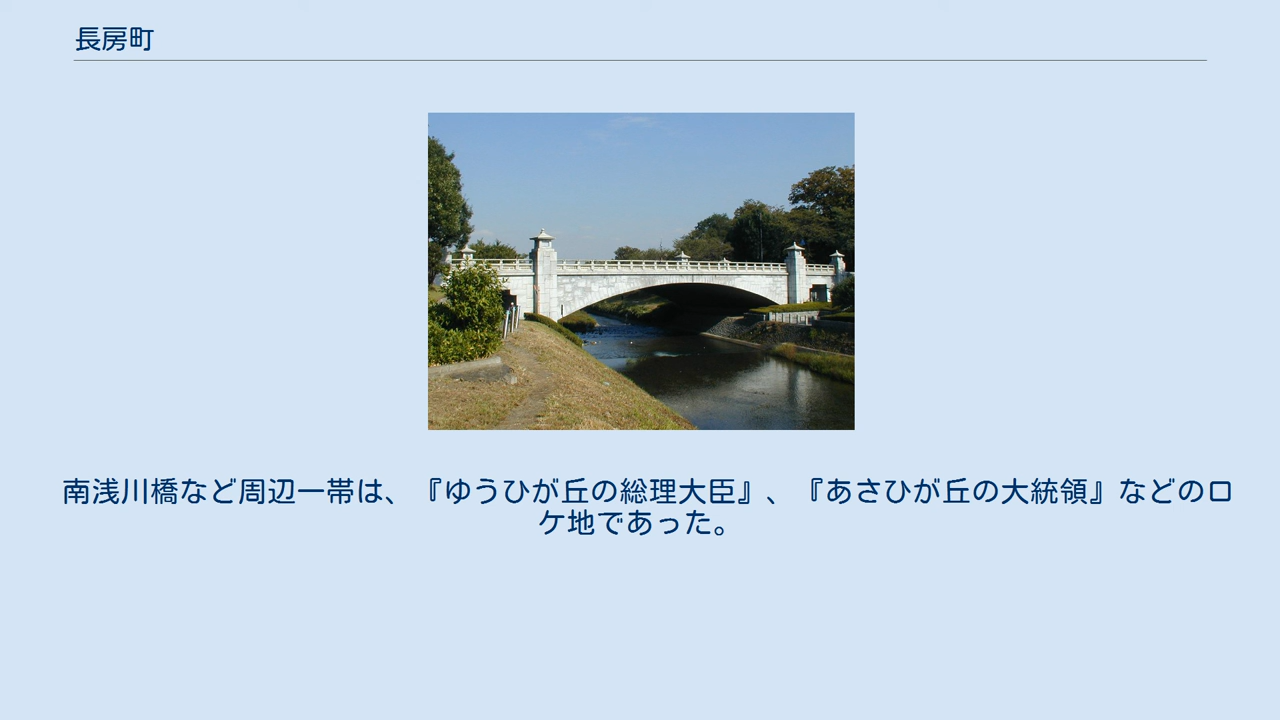 長房町
南浅川橋など周辺一帯は、『ゆうひが丘の総理大臣』、『あさひが丘の大統領』などのロ
ケ地であった。